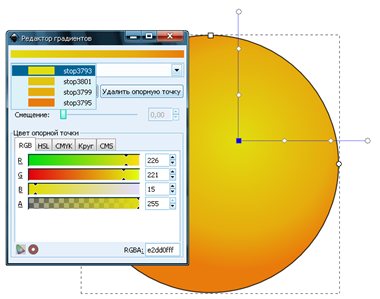 Редактор градиентов
stop3793
stop3801
stop3799
stop3795
Удалить опорную точку
Смещение:
0,00
Цвет опорной точки
RGB HSL CMYK Круг CMS
R 226
G 221
B 15
A 255
RGBA: e2dd0fff